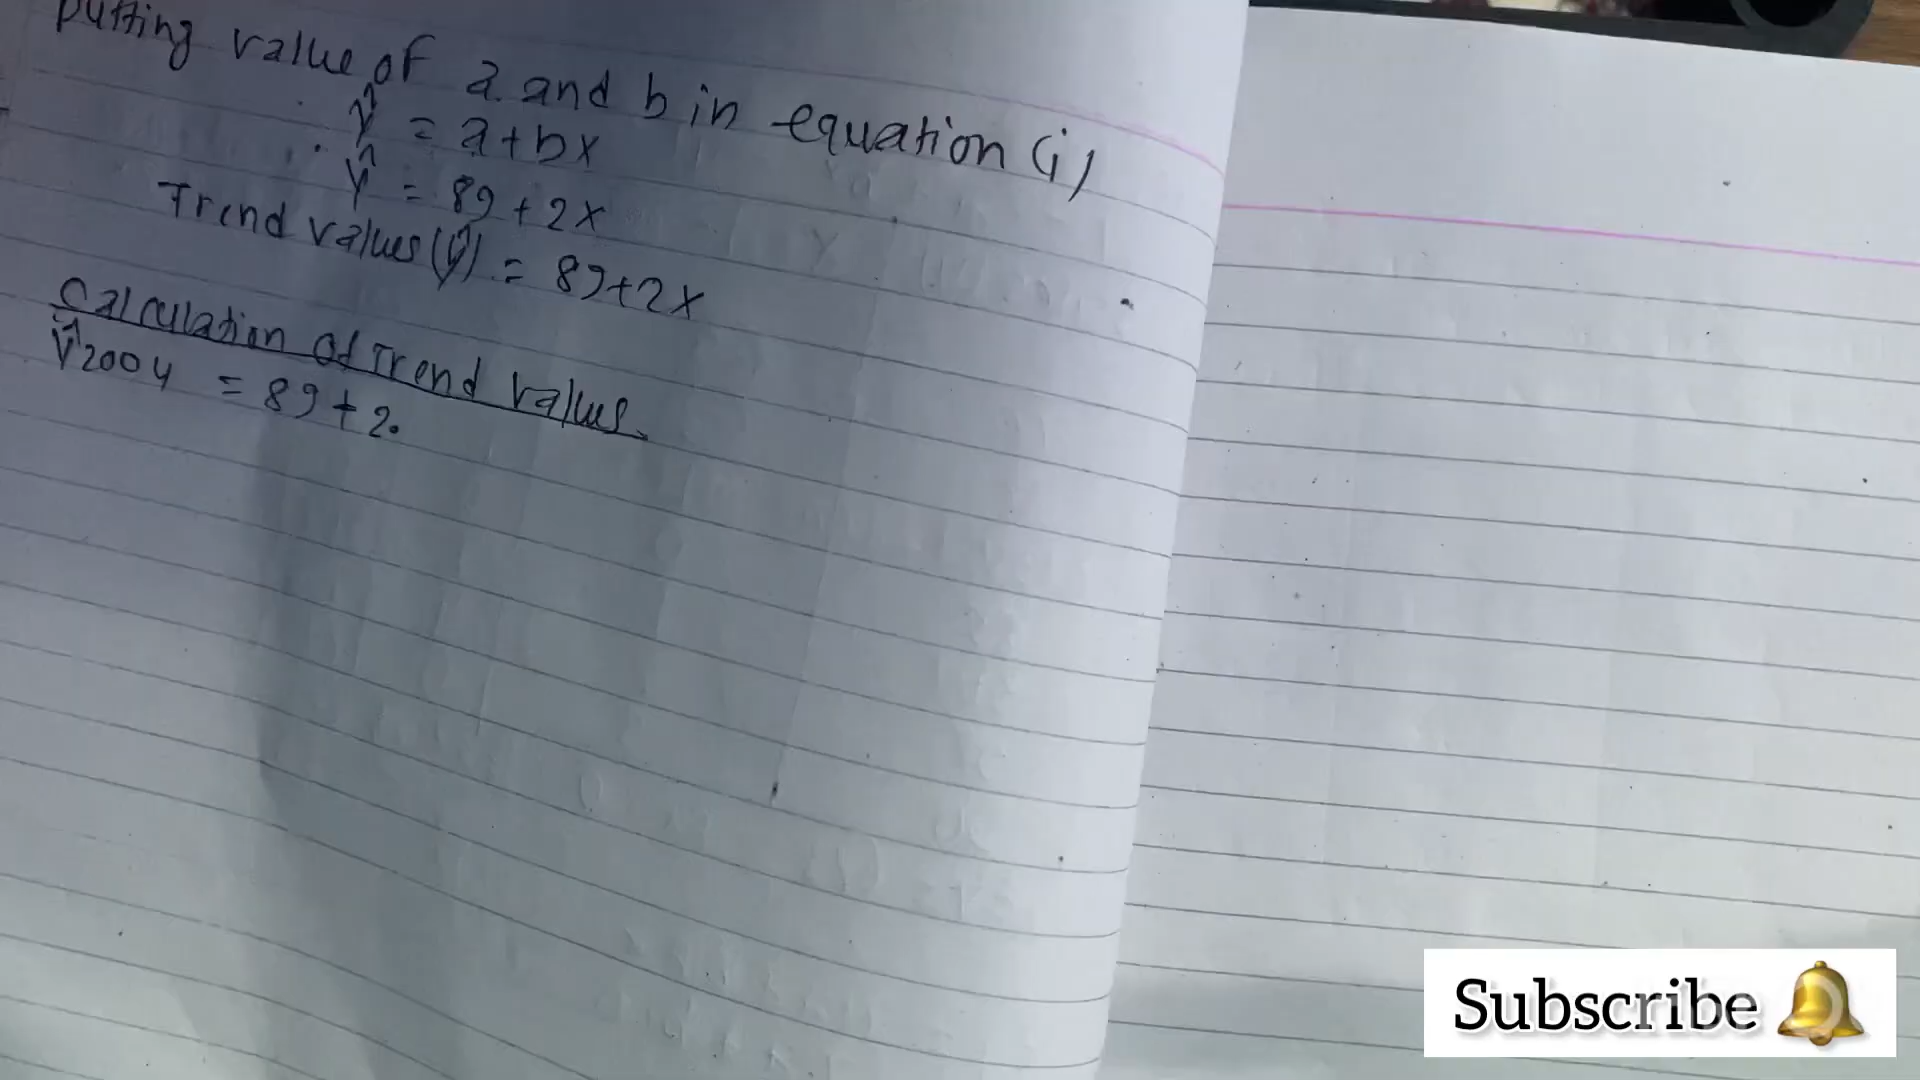 putting value of a and b in equation (i)
Ŷ = a + bx
Ŷ = 89 + 2x
Trend values (Ŷ) = 89 + 2x
Calculation of Trend values.
Ŷ2004 = 89 + 2.
Subscribe